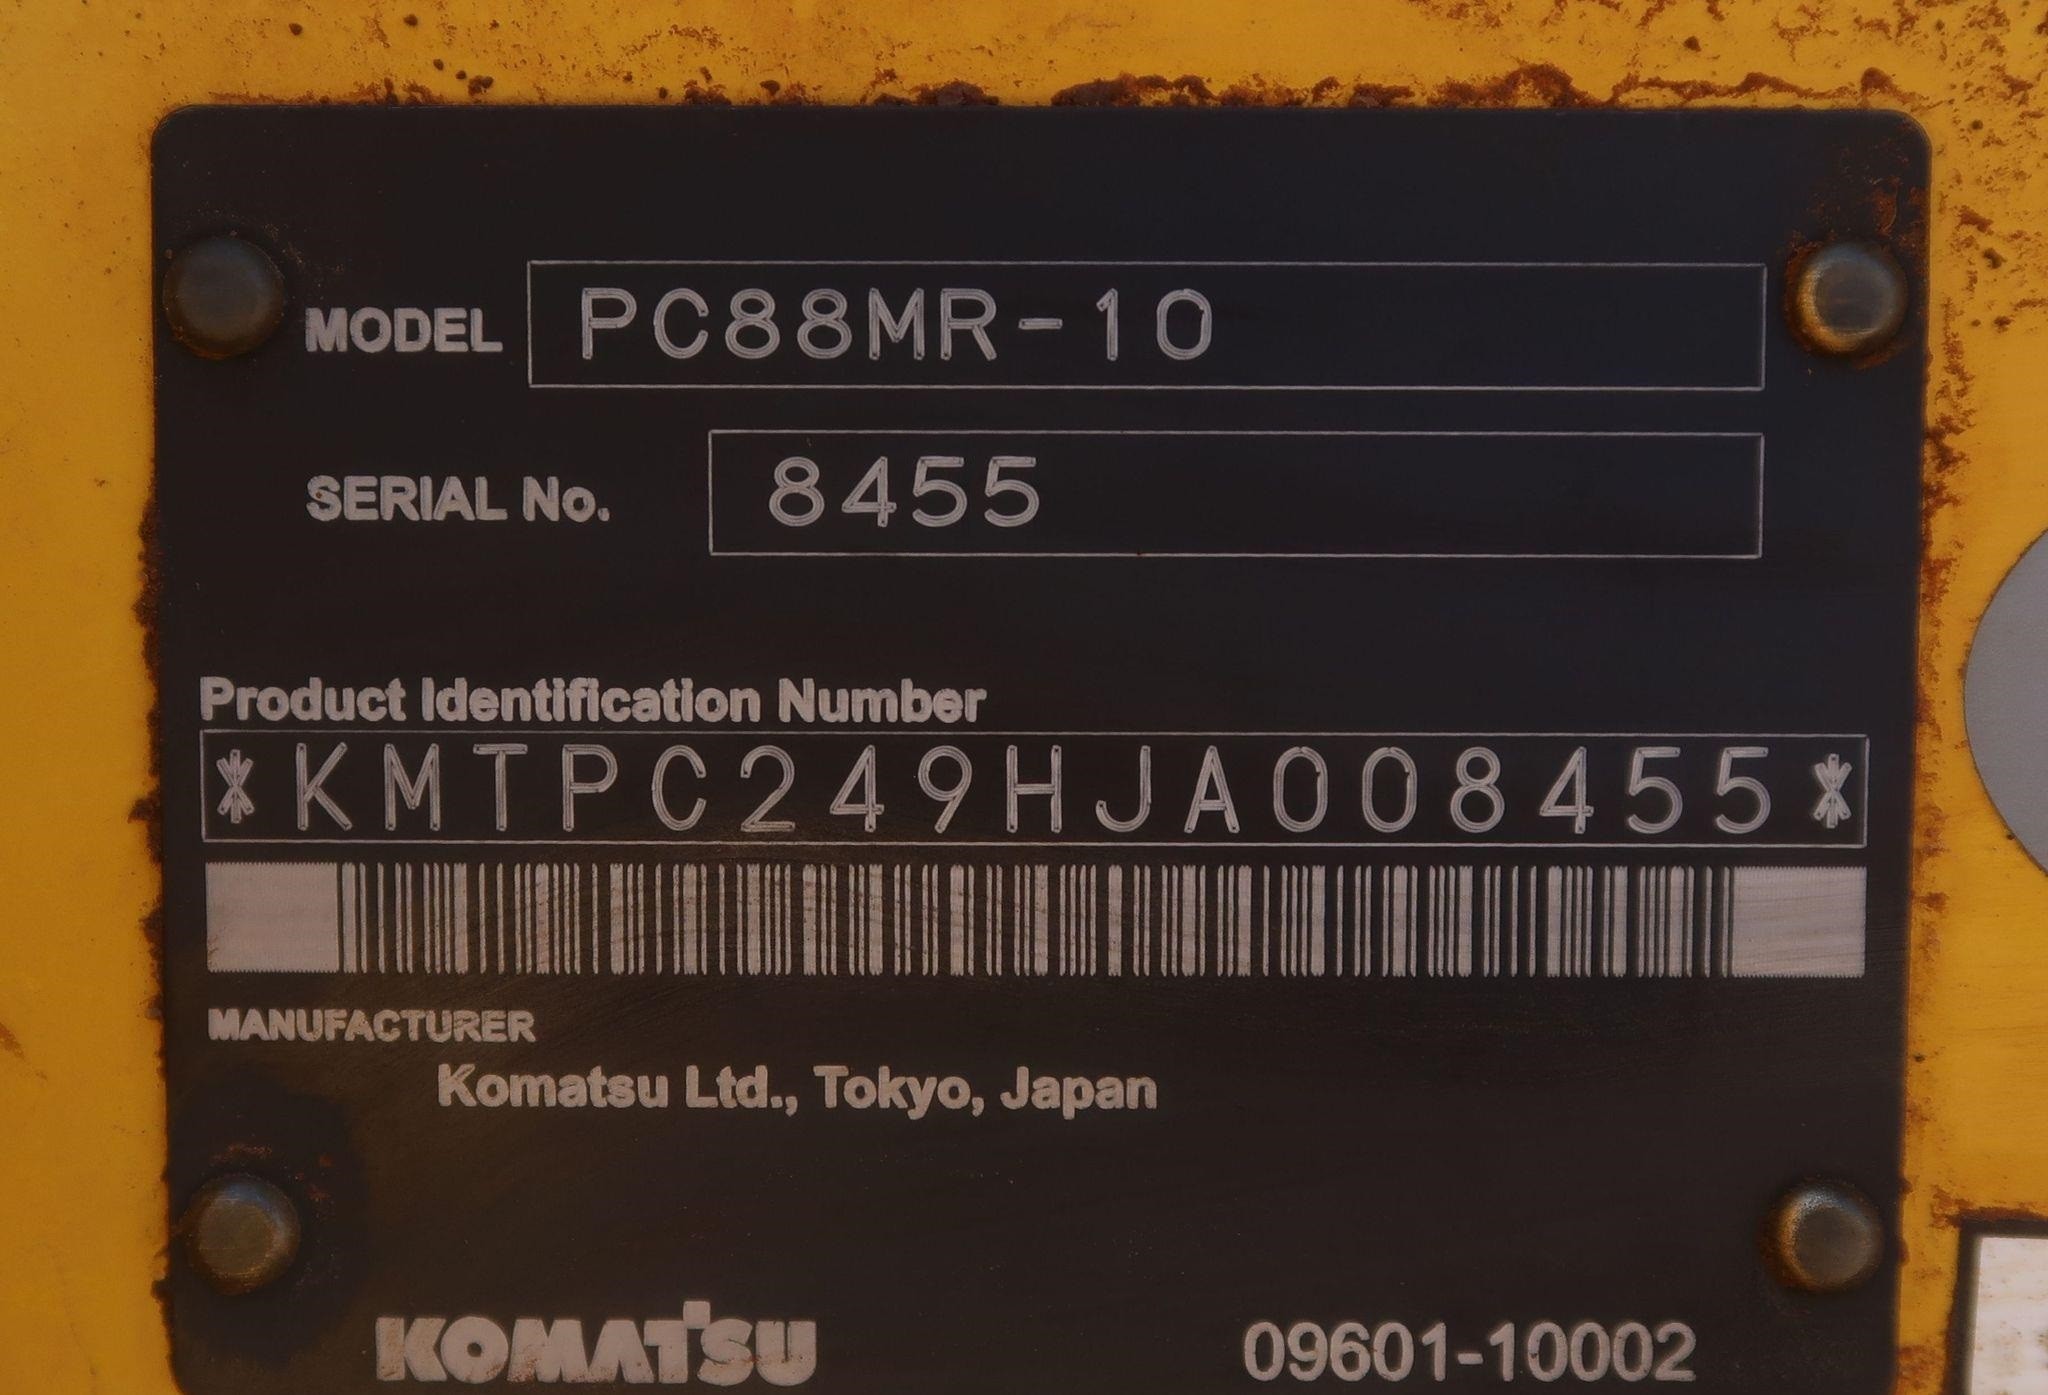 MODEL PC88MR-10
SERIAL No. 8455
Product Identification Number
*KMTPC249HJA008455*
MANUFACTURER
Komatsu Ltd., Tokyo, Japan
KOMATSU 09601-10002